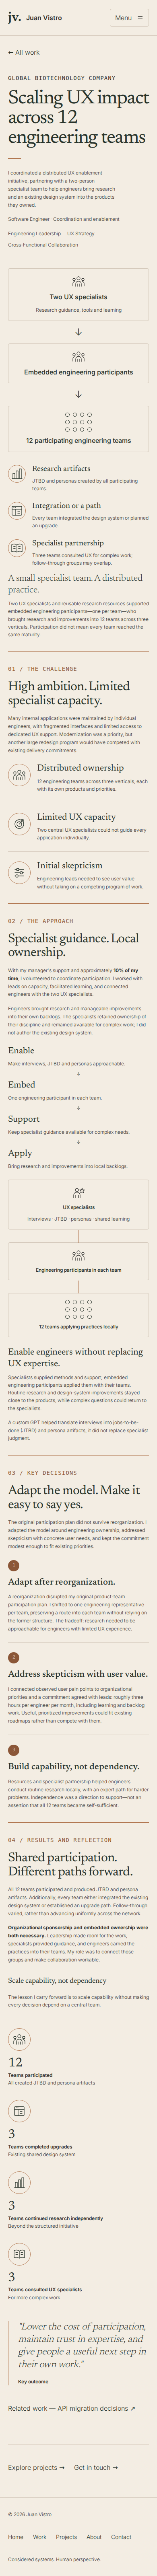 jv. Juan Vistro
Menu
← All work
GLOBAL BIOTECHNOLOGY COMPANY
Scaling UX impact
across 12
engineering teams
I coordinated a distributed UX enablement
initiative, partnering with a two-person
specialist team to help engineers bring research
and an existing design system into the products
they owned.
Software Engineer · Coordination and enablement
Engineering Leadership UX Strategy
Cross-Functional Collaboration
Two UX specialists
Research guidance, tools and learning
↓
Embedded engineering participants
↓
12 participating engineering teams
Research artifacts
JTBD and personas created by all participating
teams.
Integration or a path
Every team integrated the design system or planned
an upgrade.
Specialist partnership
Three teams consulted UX for complex work;
follow-through groups may overlap.
A small specialist team. A distributed
practice.
Two UX specialists and reusable research resources supported
embedded engineering participants—one per team—who
brought research and improvements into 12 teams across three
verticals. Participation did not mean every team reached the
same maturity.
01 / THE CHALLENGE
High ambition. Limited
specialist capacity.
Many internal applications were maintained by individual
engineers, with fragmented interfaces and limited access to
dedicated UX support. Modernization was a priority, but
another large redesign program would have competed with
existing delivery commitments.
Distributed ownership
12 engineering teams across three verticals, each
with its own products and priorities.
Limited UX capacity
Two central UX specialists could not guide every
application individually.
Initial skepticism
Engineering leads needed to see user value
without taking on a competing program of work.
02 / THE APPROACH
Specialist guidance. Local
ownership.
With my manager's support and approximately 10% of my
time, I volunteered to coordinate participation, aligned with
leads on capacity, facilitated learning, and connected
engineers with the two UX specialists.
Engineers brought research and manageable improvements
into their own backlogs. The specialists retained ownership of
their discipline and remained available for complex work; I did
not author the existing design system.
Enable
Make interviews, JTBD and personas approachable.
↓
Embed
One engineering participant in each team.
↓
Support
Keep specialist guidance available for complex needs.
↓
Apply
Bring research and improvements into local backlogs.
UX specialists
Interviews · JTBD · personas · shared learning
Engineering participants in each team
12 teams applying practices locally
Enable engineers without replacing
UX expertise.
Specialists supplied methods and support; embedded
engineering participants applied them with their teams.
Routine research and design-system improvements stayed
close to the products, while complex questions could return to
the specialists.
A custom GPT helped translate interviews into jobs-to-be-
done (JTBD) and persona artifacts; it did not replace specialist
judgment.
03 / KEY DECISIONS
Adapt the model. Make it
easy to say yes.
The original participation plan did not survive reorganization. I
adapted the model around engineering ownership, addressed
skepticism with concrete user needs, and kept the commitment
modest enough to fit existing priorities.
Adapt after reorganization.
A reorganization disrupted my original product-team
participation plan. I shifted to one engineering representative
per team, preserving a route into each team without relying on
the former structure. The tradeoff: research needed to be
approachable for engineers with limited UX experience.
Address skepticism with user value.
I connected observed user pain points to organizational
priorities and a commitment agreed with leads: roughly three
hours per engineer per month, including learning and backlog
work. Useful, prioritized improvements could fit existing
roadmaps rather than compete with them.
Build capability, not dependency.
Resources and specialist partnership helped engineers
conduct routine research locally, with an expert path for harder
problems. Independence was a direction to support—not an
assertion that all 12 teams became self-sufficient.
04 / RESULTS AND REFLECTION
Shared participation.
Different paths forward.
All 12 teams participated and produced JTBD and persona
artifacts. Additionally, every team either integrated the existing
design system or established an upgrade path. Follow-through
varied, rather than advancing uniformly across the network.
Organizational sponsorship and embedded ownership were
both necessary. Leadership made room for the work,
specialists provided guidance, and engineers carried the
practices into their teams. My role was to connect those
groups and make collaboration workable.
Scale capability, not dependency
The lesson I carry forward is to scale capability without making
every decision depend on a central team.
12
Teams participated
All created JTBD and persona artifacts
3
Teams completed upgrades
Existing shared design system
3
Teams continued research independently
Beyond the structured initiative
3
Teams consulted UX specialists
For more complex work
"Lower the cost of participation,
maintain trust in expertise, and
give people a useful next step in
their own work."
Key outcome
Related work — API migration decisions ↗
Explore projects → Get in touch →
© 2026 Juan Vistro
Home Work Projects About Contact
Considered systems. Human perspective.